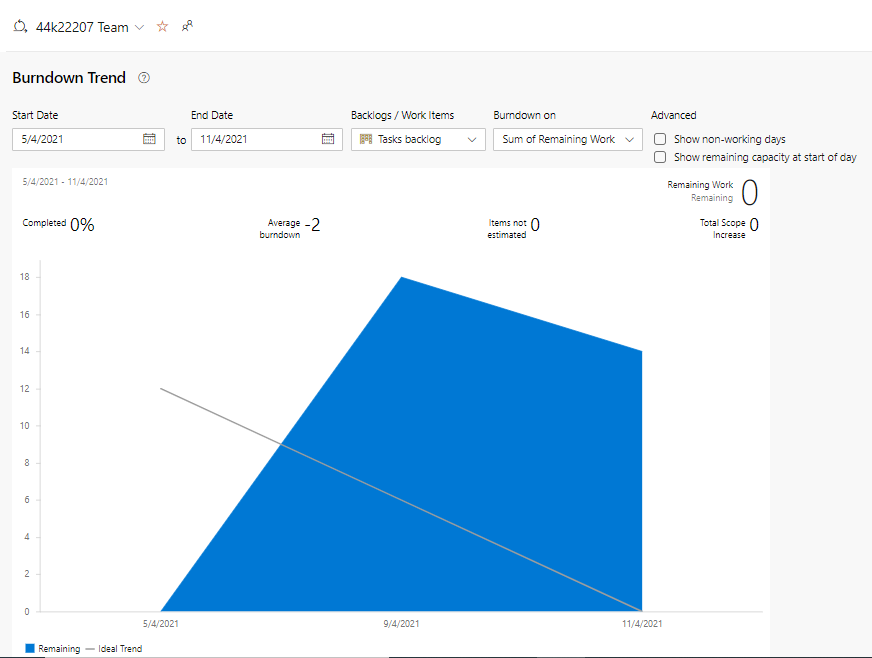 44k22207 Team
Burndown Trend
Start Date
End Date
Backlogs / Work Items
Burndown on
Advanced
5/4/2021
to
11/4/2021
Tasks backlog
Sum of Remaining Work
Show non-working days
Show remaining capacity at start of day
5/4/2021 - 11/4/2021
Remaining Work
Remaining
0
Completed 0%
Average
burndown
-2
Items not
estimated
0
Total Scope
Increase
0
18
16
14
12
10
8
6
4
2
0
5/4/2021
9/4/2021
11/4/2021
Remaining
Ideal Trend